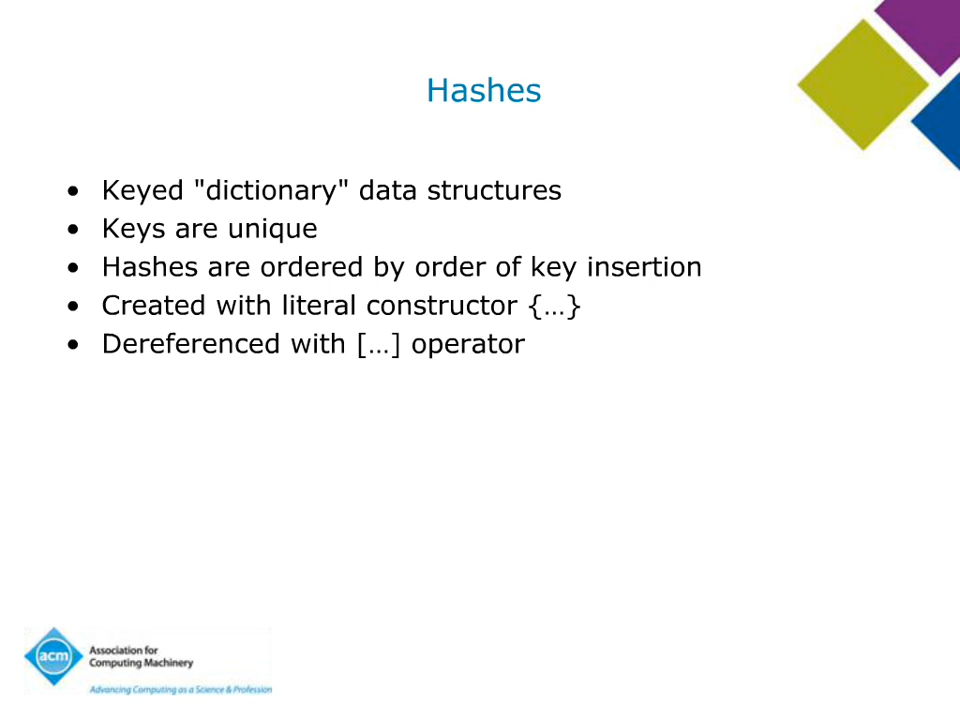 Hashes
• Keyed "dictionary" data structures
• Keys are unique
• Hashes are ordered by order of key insertion
• Created with literal constructor {…}
• Dereferenced with […] operator
acm
Association for
Computing Machinery
Advancing Computing as a Science & Profession